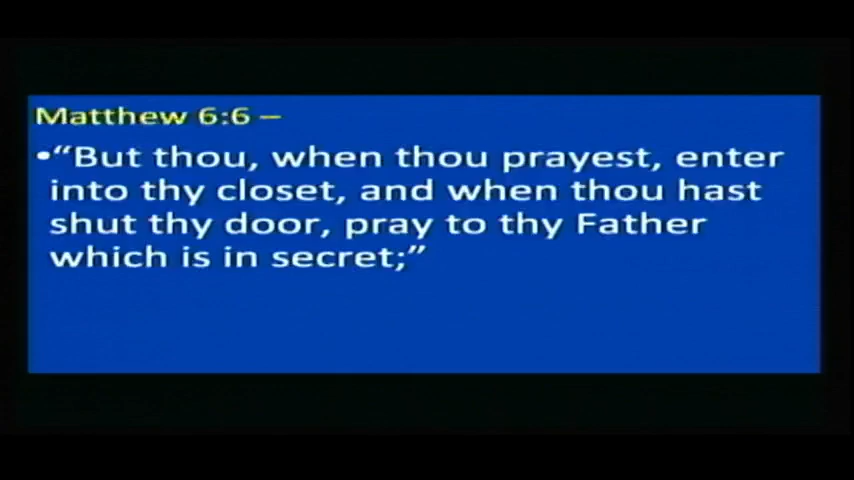 Matthew 6:6 –
•“But thou, when thou prayest, enter
into thy closet, and when thou hast
shut thy door, pray to thy Father
which is in secret;”